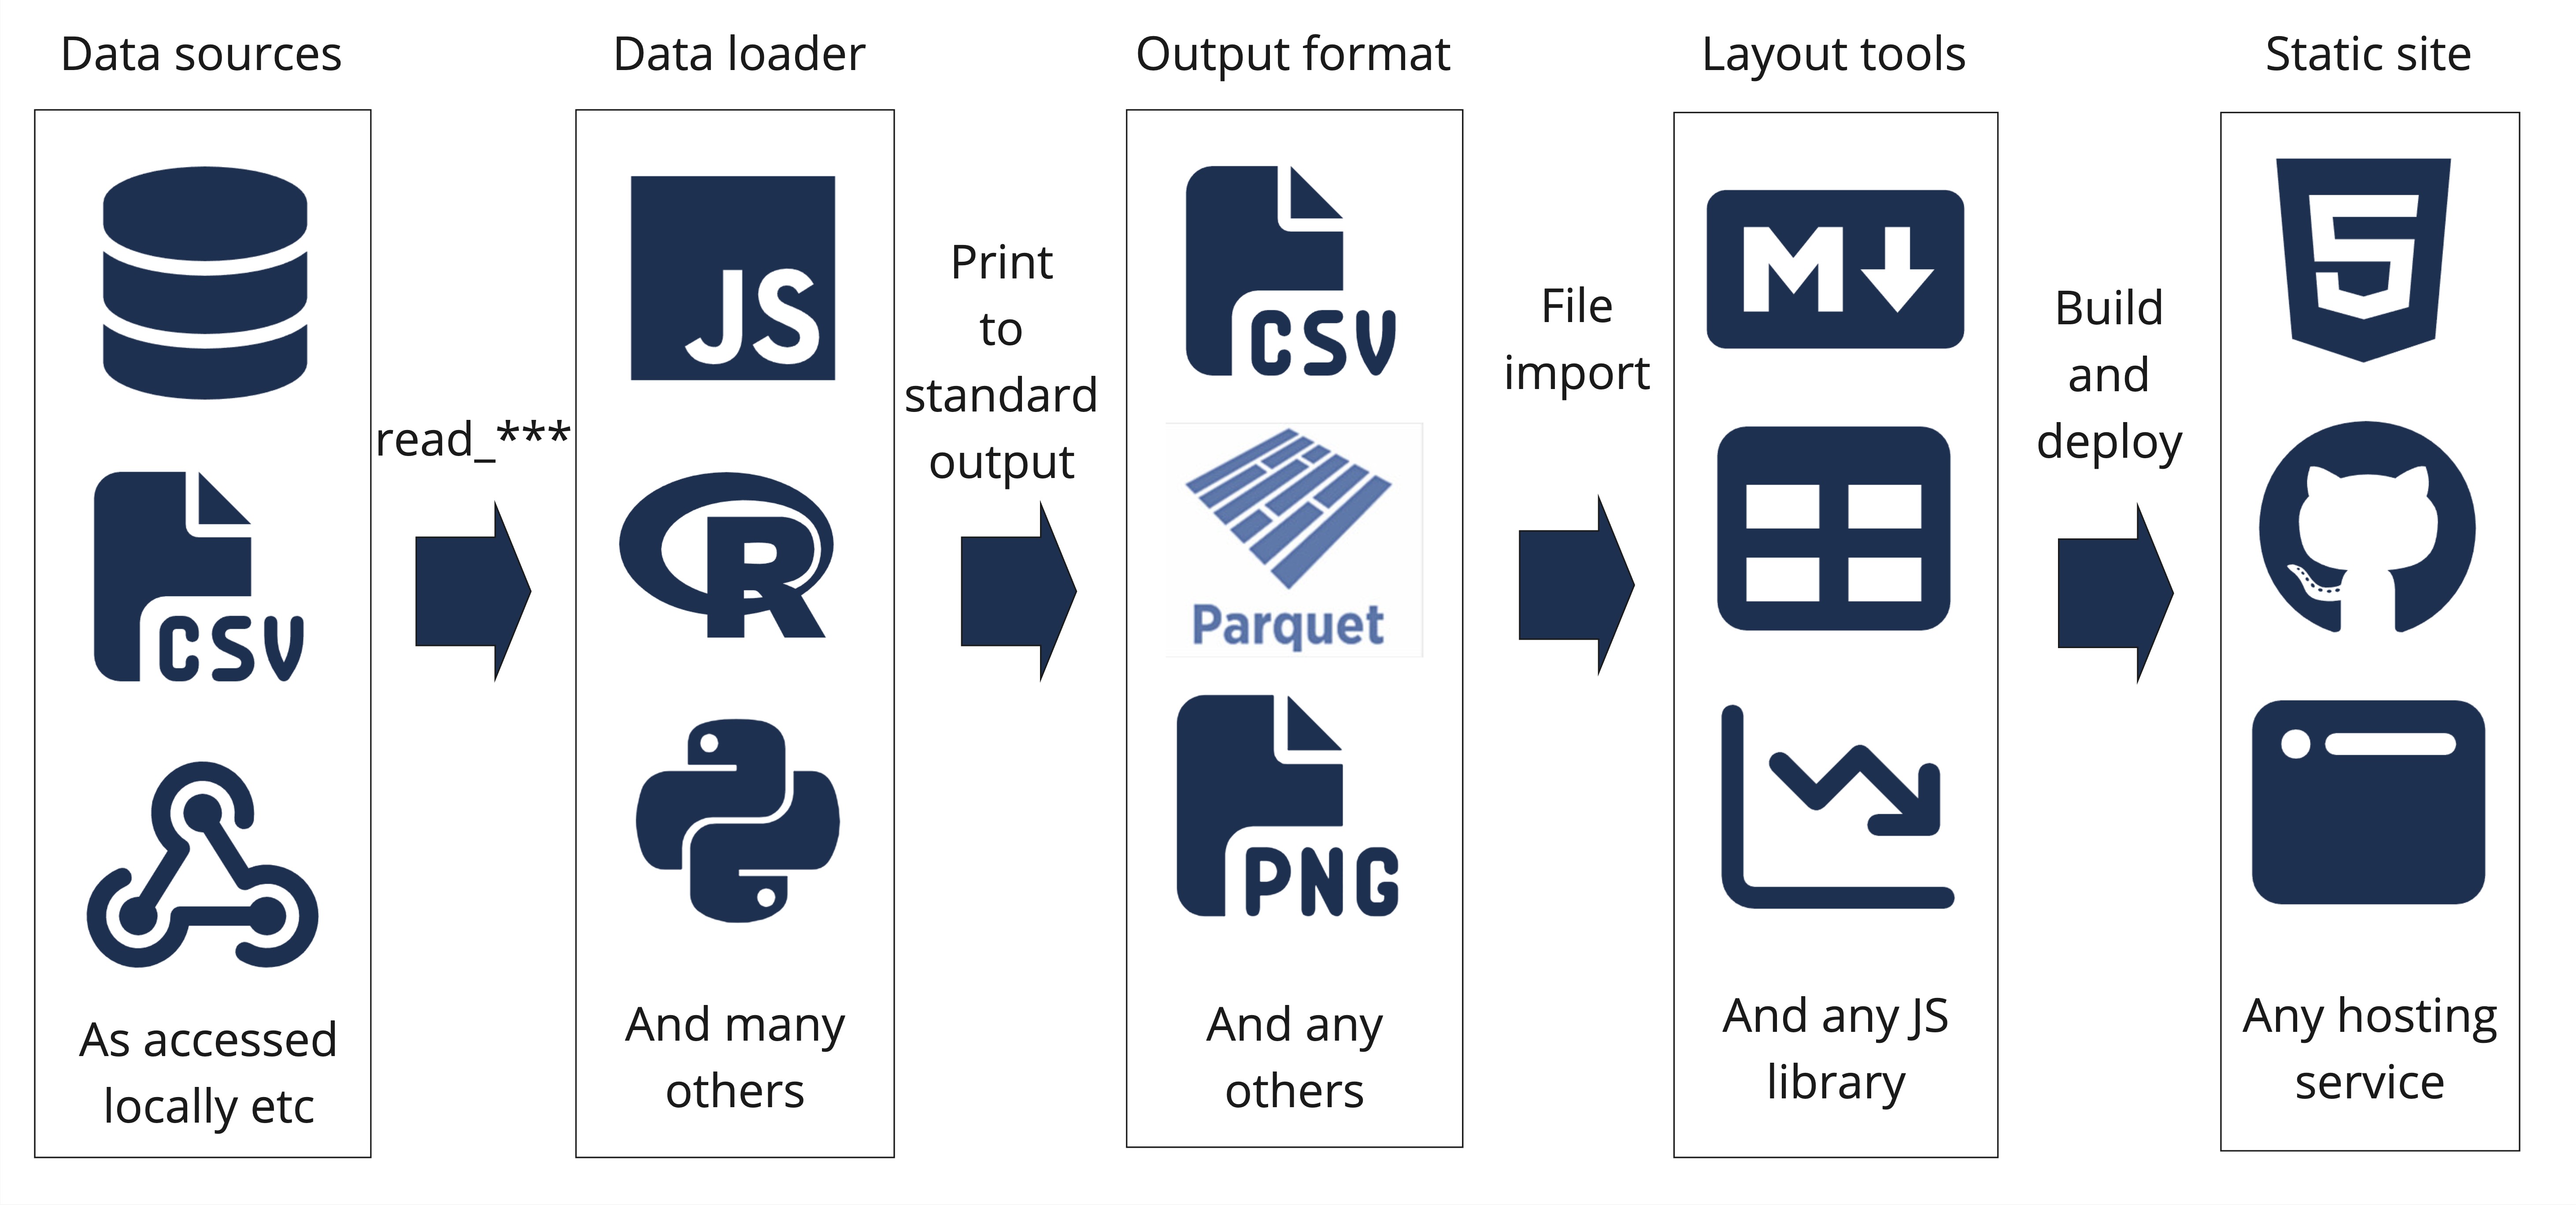 Data sources
CSV
As accessed
locally etc
read_***
Data loader
JS
R
And many
others
Print
to
standard
output
Output format
CSV
Parquet
PNG
And any
others
File
import
Layout tools
M
And any JS
library
Build
and
deploy
Static site
5
Any hosting
service